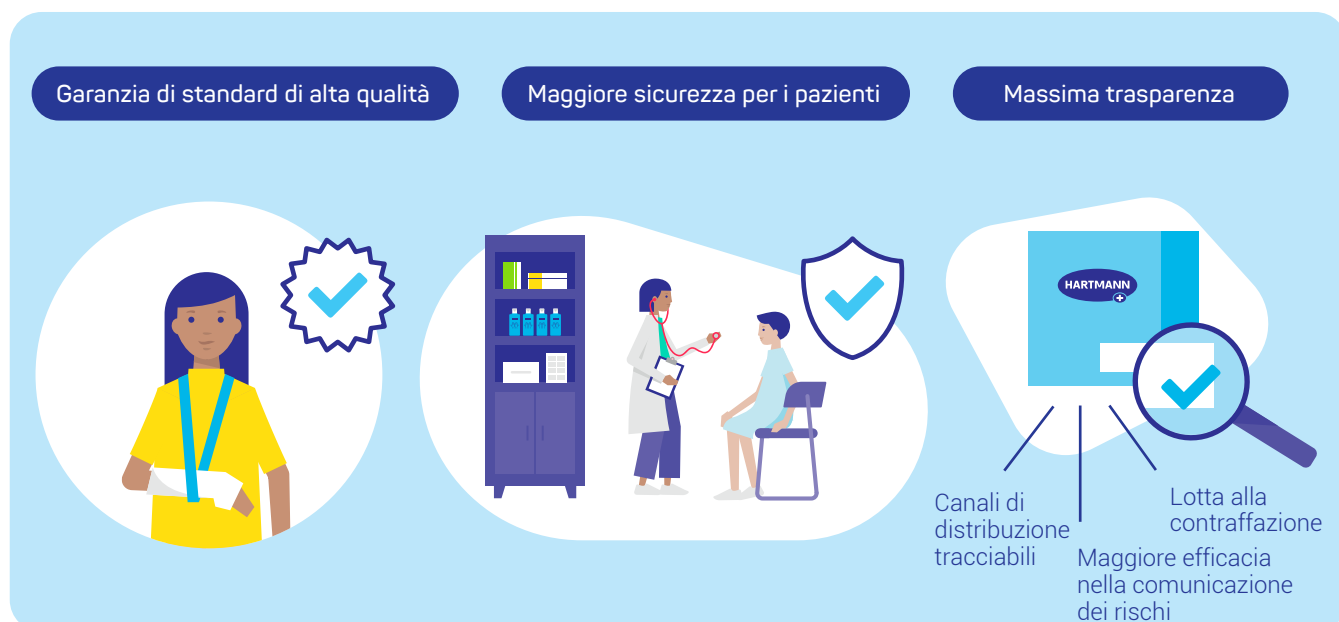 Garanzia di standard di alta qualità
Maggiore sicurezza per i pazienti
Massima trasparenza
HARTMANN
Canali di
distribuzione
tracciabili
Maggiore efficacia
nella comunicazione
dei rischi
Lotta alla
contraffazione